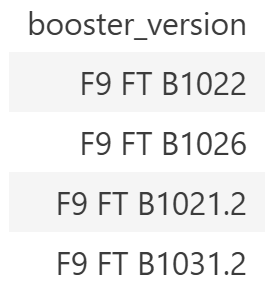 booster_version
F9 FT B1022
F9 FT B1026
F9 FT B1021.2
F9 FT B1031.2